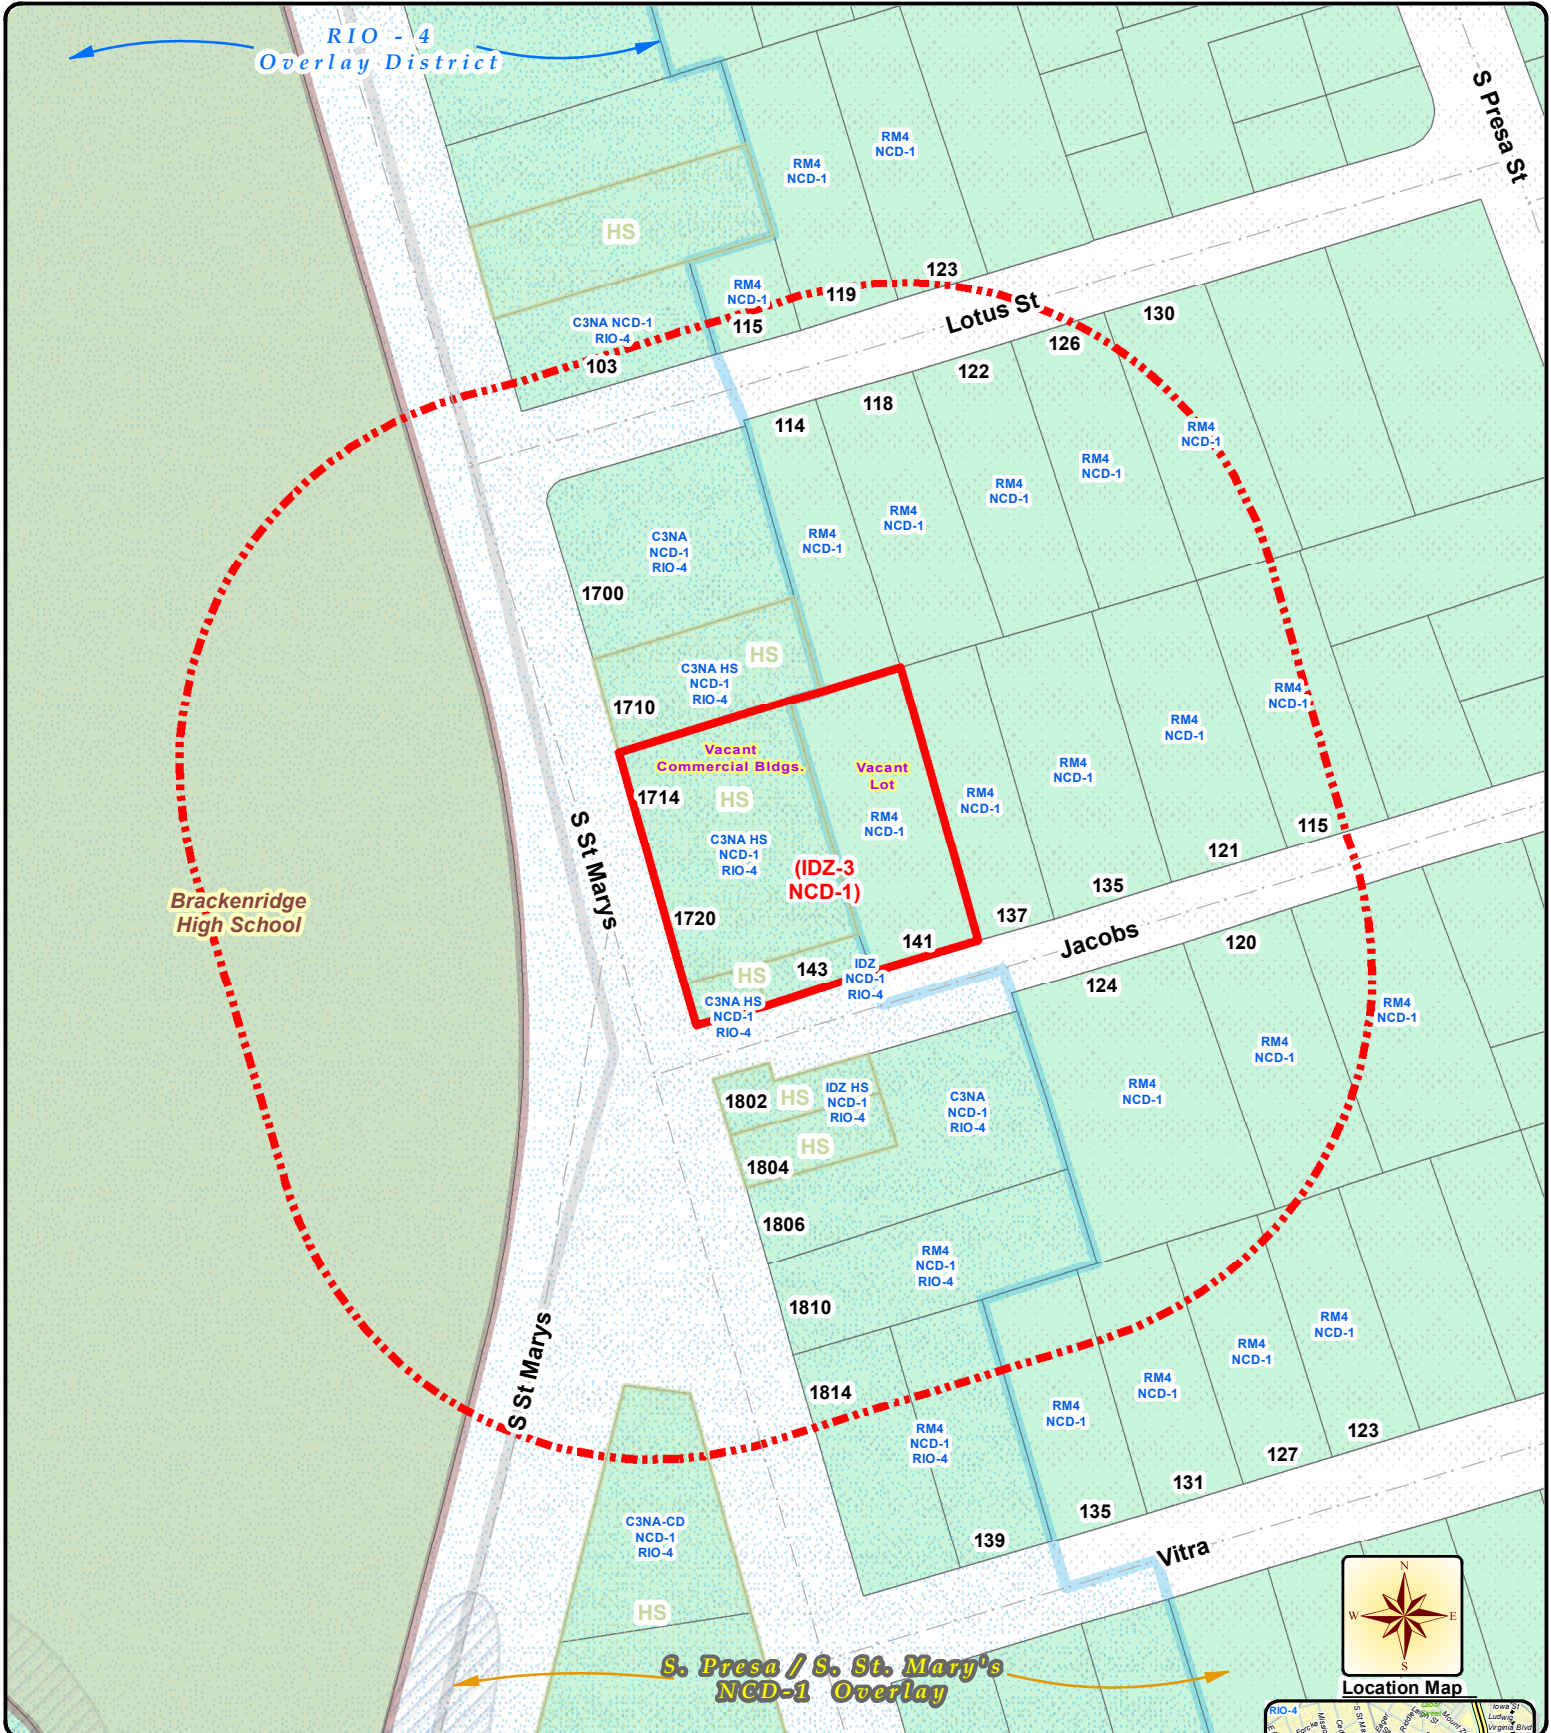 RIO - 4
Overlay District
S Presa St
RM4
NCD-1
RM4
NCD-1
HS
123
RM4
NCD-1
119
115
C3NA NCD-1
RIO-4
103
Lotus St
130
126
122
118
114
RM4
NCD-1
RM4
NCD-1
RM4
NCD-1
RM4
NCD-1
RM4
NCD-1
C3NA
NCD-1
RIO-4
1700
HS
C3NA HS
NCD-1
RIO-4
1710
Vacant
Commercial Bldgs.
Vacant
Lot
1714
HS
RM4
NCD-1
C3NA HS
NCD-1
RIO-4
(IDZ-3
NCD-1)
RM4
NCD-1
RM4
NCD-1
RM4
NCD-1
RM4
NCD-1
S St Marys
Brackenridge
High School
1720
115
121
135
137
141
143
HS
IDZ
NCD-1
RIO-4
C3NA HS
NCD-1
RIO-4
Jacobs
120
124
RM4
NCD-1
RM4
NCD-1
RM4
NCD-1
1802
HS
IDZ HS
NCD-1
RIO-4
C3NA
NCD-1
RIO-4
HS
1804
1806
RM4
NCD-1
RIO-4
1810
S St Marys
1814
RM4
NCD-1
RM4
NCD-1
RM4
NCD-1
RM4
NCD-1
RM4
NCD-1
RIO-4
123
127
131
135
139
Vitra
C3NA-CD
NCD-1
RIO-4
HS
S. Presa / S. St. Mary's
NCD-1 Overlay
N
W
E
S
Location Map
RIO-4
Iowa St
Ludwig
Virginia Blvd